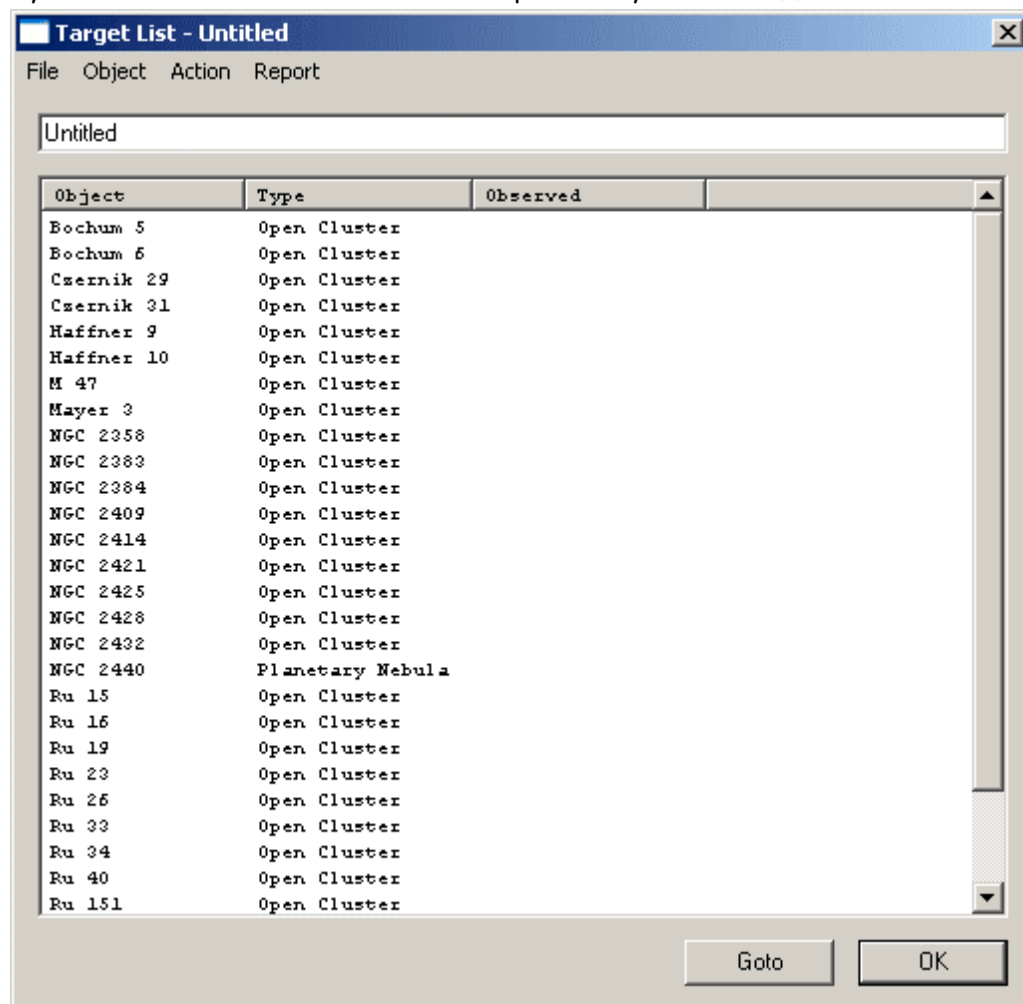 Target List - Untitled
File Object Action Report
Untitled
Object Type Observed
Bochum 5 Open Cluster
Bochum 6 Open Cluster
Czernik 29 Open Cluster
Czernik 31 Open Cluster
Haffner 9 Open Cluster
Haffner 10 Open Cluster
M 47 Open Cluster
Mayer 3 Open Cluster
NGC 2358 Open Cluster
NGC 2383 Open Cluster
NGC 2384 Open Cluster
NGC 2409 Open Cluster
NGC 2414 Open Cluster
NGC 2421 Open Cluster
NGC 2425 Open Cluster
NGC 2428 Open Cluster
NGC 2432 Open Cluster
NGC 2440 Planetary Nebula
Ru 15 Open Cluster
Ru 16 Open Cluster
Ru 19 Open Cluster
Ru 23 Open Cluster
Ru 26 Open Cluster
Ru 33 Open Cluster
Ru 34 Open Cluster
Ru 40 Open Cluster
Ru 151 Open Cluster
Goto OK